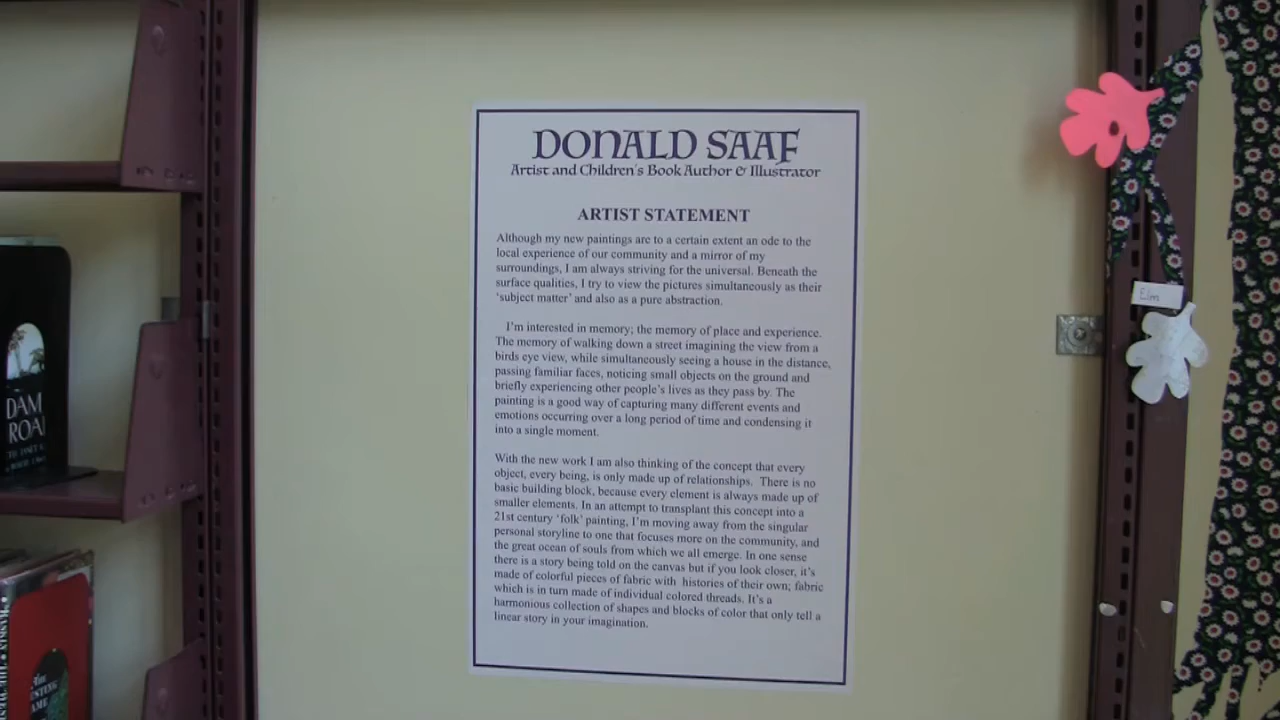 DONALD SAAF
Artist and Children's Book Author & Illustrator
ARTIST STATEMENT
Although my new paintings are to a certain extent an ode to the
local experience of our community and a mirror of my
surroundings, I am always striving for the universal. Beneath the
surface qualities, I try to view the pictures simultaneously as their
'subject matter' and also as a pure abstraction.
I'm interested in memory; the memory of place and experience.
The memory of walking down a street imagining the view from a
birds eye view, while simultaneously seeing a house in the distance,
passing familiar faces, noticing small objects on the ground and
briefly experiencing other people's lives as they pass by. The
painting is a good way of capturing many different events and
emotions occurring over a long period of time and condensing it
into a single moment.
With the new work I am also thinking of the concept that every
object, every being, is only made up of relationships. There is no
basic building block, because every element is always made up of
smaller elements. In an attempt to transplant this concept into a
21st century 'folk' painting, I'm moving away from the singular
personal storyline to one that focuses more on the community, and
the great ocean of souls from which we all emerge. In one sense
there is a story being told on the canvas but if you look closer, it's
made of colorful pieces of fabric with histories of their own; fabric
which is in turn made of individual colored threads. It's a
harmonious collection of shapes and blocks of color that only tell a
linear story in your imagination.
Elm
DAM
ROA